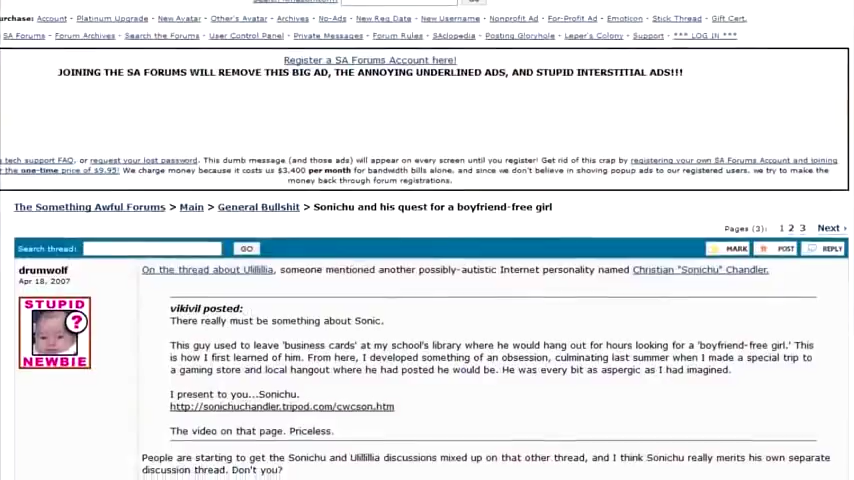 urchase: Account - Platinum Upgrade - New Avatar - Other's Avatar - Archives - No-Ads - New Reg Date - New Username - Nonprofit Ad - For-Profit Ad - Emoticon - Stick Thread - Gift Cert.
SA Forums - Forum Archives - Search the Forums - User Control Panel - Private Messages - Forum Rules - SAclopedia - Posting Gloryhole - Leper's Colony - Support - *** LOG IN ***
Register a SA Forums Account here!
JOINING THE SA FORUMS WILL REMOVE THIS BIG AD, THE ANNOYING UNDERLINED ADS, AND STUPID INTERSTITIAL ADS!!!
tech support FAQ, or request your lost password. This dumb message (and those ads) will appear on every screen until you register! Get rid of this crap by registering your own SA Forums Account and joining
the one-time price of $9.95! We charge money because it costs us $3,400 per month for bandwidth bills alone, and since we don't believe in shoving popup ads to our registered users, we try to make the
money back through forum registrations.
The Something Awful Forums > Main > General Bullshit > Sonichu and his quest for a boyfriend-free girl
Pages (3): 1 2 3 Next ›
Search thread: GO MARK POST REPLY
drumwolf
Apr 18, 2007
STUPID
?
NEWBIE
On the thread about Ulillillia, someone mentioned another possibly-autistic Internet personality named Christian "Sonichu" Chandler.
vikivil posted:
There really must be something about Sonic.
This guy used to leave 'business cards' at my school's library where he would hang out for hours looking for a 'boyfriend-free girl.' This
is how I first learned of him. From here, I developed something of an obsession, culminating last summer when I made a special trip to
a gaming store and local hangout where he had posted he would be. He was every bit as aspergic as I had imagined.
I present to you...Sonichu.
http://sonichuchandler.tripod.com/cwcson.htm
The video on that page. Priceless.
People are starting to get the Sonichu and Ulillillia discussions mixed up on that other thread, and I think Sonichu really merits his own separate
discussion thread. Don't you?